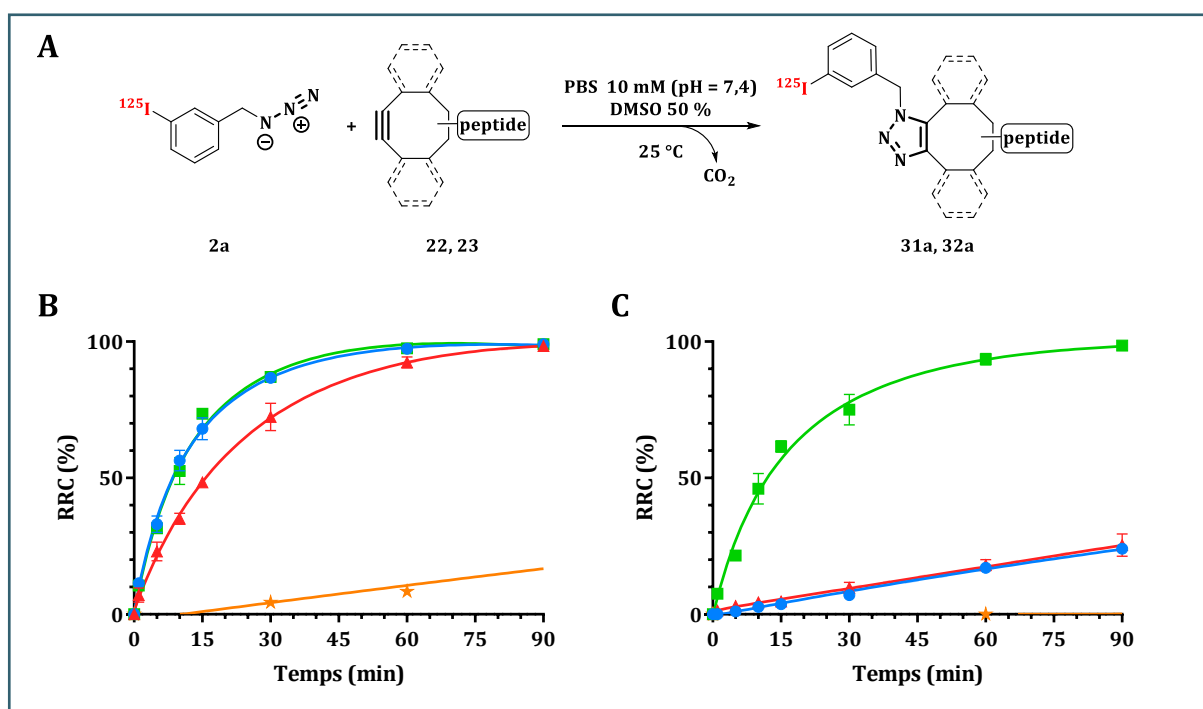 A
125I
N
N
N
+
peptide
PBS 10 mM (pH = 7,4)
DMSO 50 %
25 °C
CO2
125I
N
N
N
peptide
2a
22, 23
31a, 32a
B
RRC (%)
100
50
0
0 15 30 45 60 75 90
Temps (min)
C
RRC (%)
100
50
0
0 15 30 45 60 75 90
Temps (min)